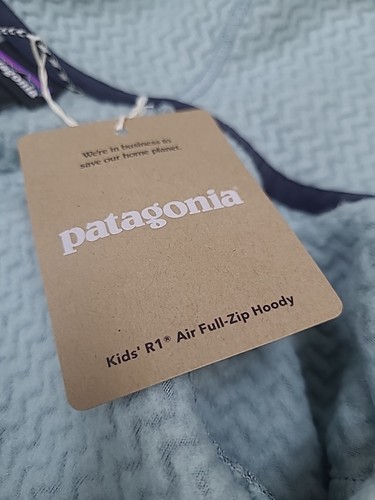 We're in business to
save our home planet.
patagonia
Kids' R1® Air Full-Zip Hoody